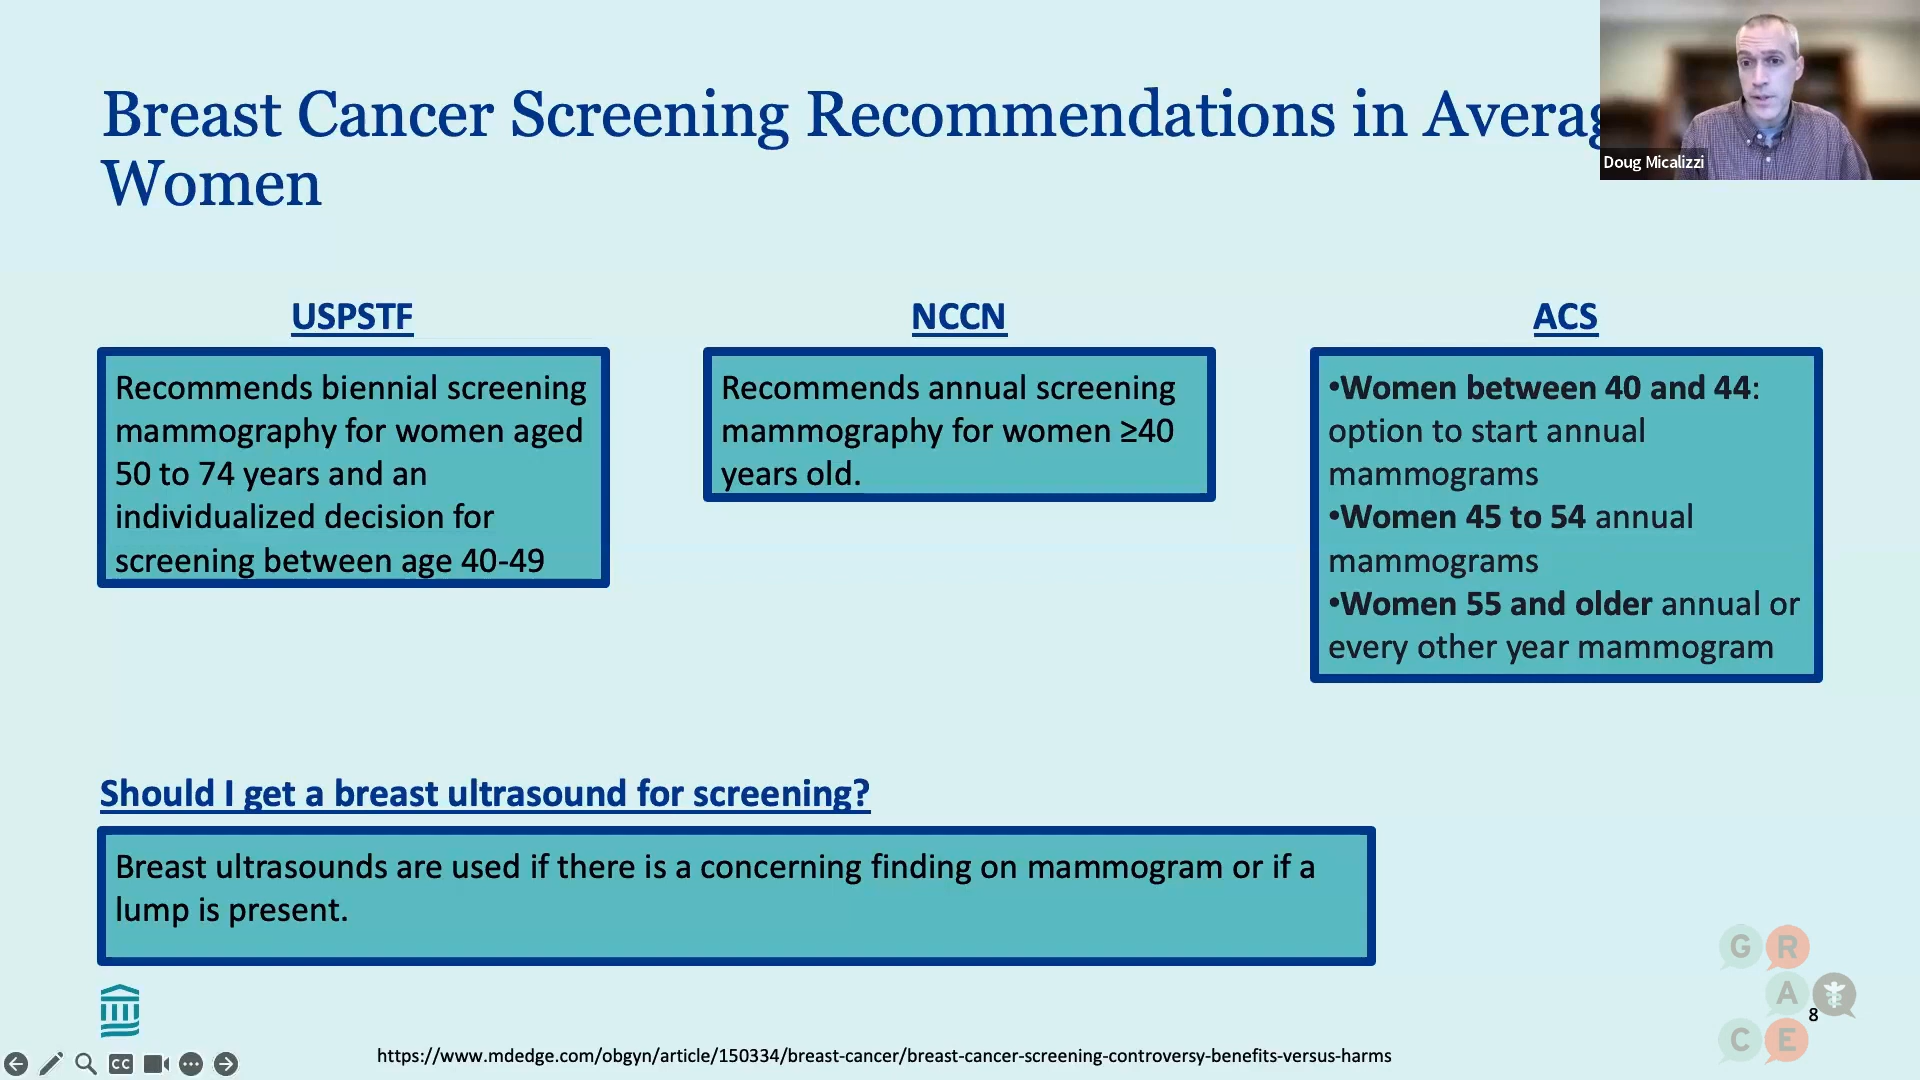 Breast Cancer Screening Recommendations in Averag
Women
Doug Micalizzi
USPSTF
Recommends biennial screening
mammography for women aged
50 to 74 years and an
individualized decision for
screening between age 40-49
NCCN
Recommends annual screening
mammography for women ≥40
years old.
ACS
•Women between 40 and 44:
option to start annual
mammograms
•Women 45 to 54 annual
mammograms
•Women 55 and older annual or
every other year mammogram
Should I get a breast ultrasound for screening?
Breast ultrasounds are used if there is a concerning finding on mammogram or if a
lump is present.
G R
A
C E
8
CC
https://www.mdedge.com/obgyn/article/150334/breast-cancer/breast-cancer-screening-controversy-benefits-versus-harms